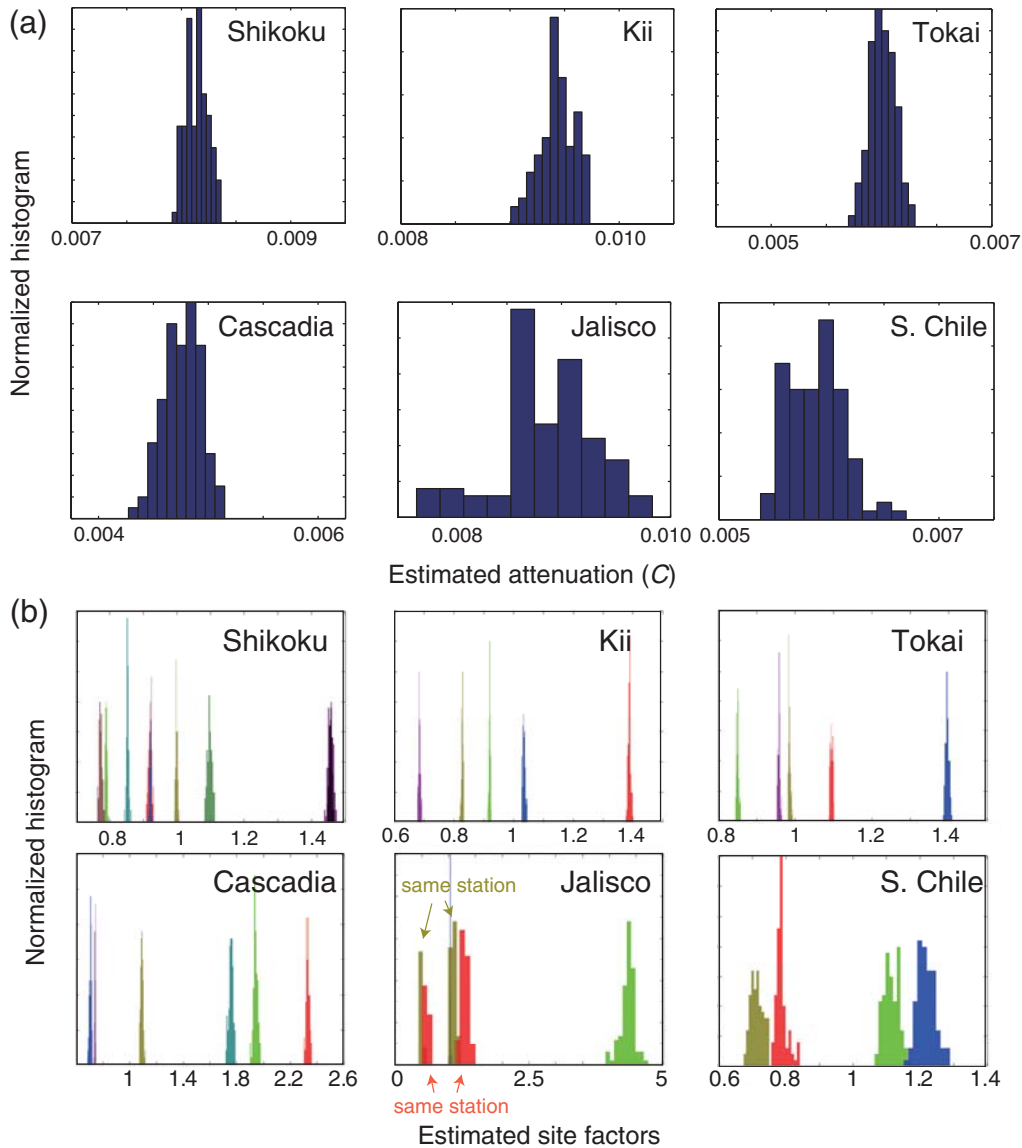 (a)
Shikoku
Kii
Tokai
0.007
0.009
0.008
0.010
0.005
0.007
Normalized histogram
Cascadia
Jalisco
S. Chile
0.004
0.006
0.008
0.010
0.005
0.007
Estimated attenuation (C)
(b)
Shikoku
Kii
Tokai
0.8 1 1.2 1.4
0.6 0.8 1 1.2 1.4
0.8 1 1.2 1.4
Normalized histogram
Cascadia
same station
Jalisco
S. Chile
1 1.4 1.8 2.2 2.6
0 2.5 5
0.6 0.8 1 1.2 1.4
same station
Estimated site factors